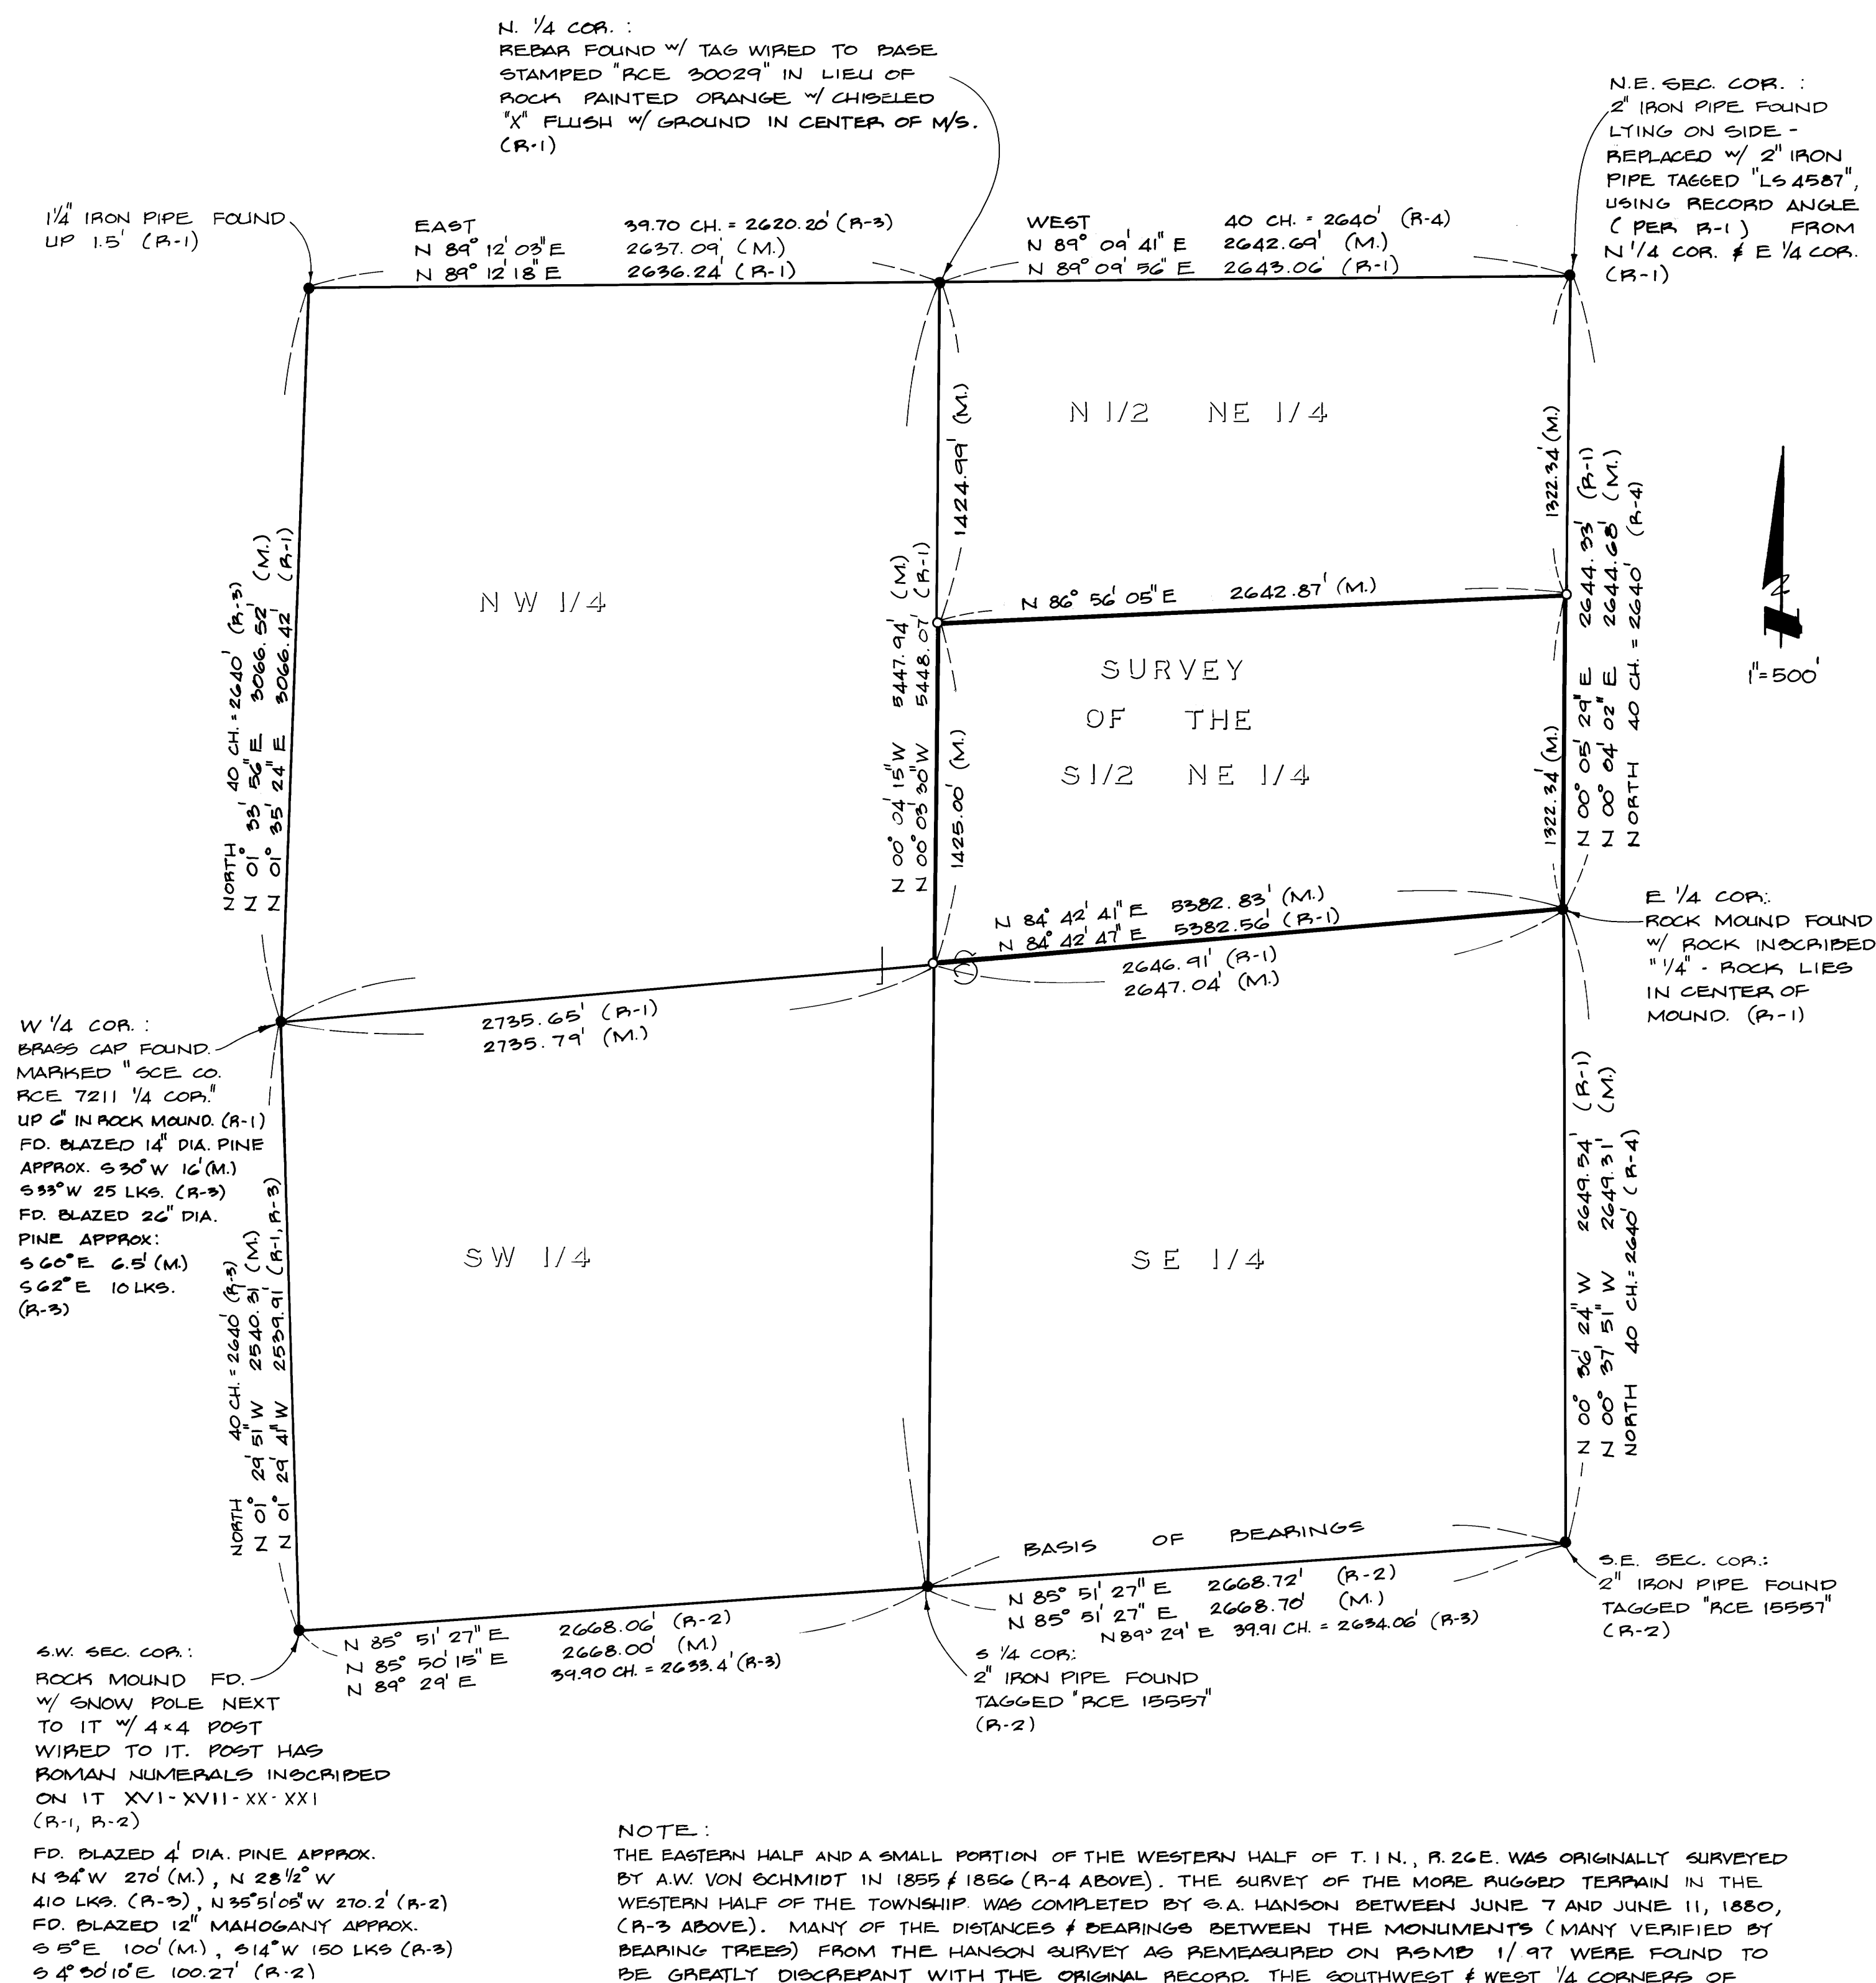 N. 1/4 COR. :
REBAR FOUND W/ TAG WIRED TO BASE
STAMPED "RCE 30029" IN LIEU OF
ROCK PAINTED ORANGE W/ CHISELED
"X" FLUSH W/ GROUND IN CENTER OF M/S.
(R-1)
N.E. SEC. COR. :
2" IRON PIPE FOUND
LYING ON SIDE -
REPLACED W/ 2" IRON
PIPE TAGGED "LS 4587",
USING RECORD ANGLE
( PER R-1 ) FROM
N 1/4 COR. & E 1/4 COR.
(R-1)
1 1/4" IRON PIPE FOUND
UP 1.5' (R-1)
EAST 39.70 CH. = 2620.20' (R-3)
N 89° 12' 03" E 2637.09' (M.)
N 89° 12' 18" E 2636.24' (R-1)
WEST 40 CH. = 2640' (R-4)
N 89° 09' 41" E 2642.69' (M.)
N 89° 09' 56" E 2643.06' (R-1)
N 1/2 NE 1/4
1424.99' (M.)
1322.34' (M.)
N 00° 05' 29" E 2644.33' (R-1)
N 00° 04' 02" E 2644.68' (M.)
NORTH 40 CH. = 2640' (R-4)
NW 1/4
NORTH 40 CH. = 2640' (R-3)
N 01° 33' 56" E 3066.52' (M.)
N 01° 35' 24" E 3066.42' (R-1)
N 00° 04' 15" W 5447.94' (M.)
N 00° 03' 30" W 5448.07' (R-1)
N 86° 56' 05" E 2642.87' (M.)
SURVEY
OF THE
S1/2 NE 1/4
1"=500'
1425.00' (M.)
1322.34' (M.)
N 84° 42' 41" E 5382.83' (M.)
N 84° 42' 47" E 5382.56' (R-1)
2646.91' (R-1)
2647.04' (M.)
E 1/4 COR.:
ROCK MOUND FOUND
W/ ROCK INSCRIBED
"1/4" - ROCK LIES
IN CENTER OF
MOUND. (R-1)
2735.65' (R-1)
2735.79' (M.)
W 1/4 COR. :
BRASS CAP FOUND.
MARKED "SCE CO.
RCE 7211 1/4 COR."
UP 6" IN ROCK MOUND. (R-1)
FD. BLAZED 14" DIA. PINE
APPROX. S 30° W 16' (M.)
S 33° W 25 LKS. (R-3)
FD. BLAZED 26" DIA.
PINE APPROX:
S 60° E 6.5' (M.)
S 62° E 10 LKS.
(R-3)
NORTH 40 CH. = 2640' (R-3)
N 01° 29' 51" W 2540.31' (M.)
N 01° 29' 41" W 2539.91' (R-1, R-3)
SW 1/4
SE 1/4
N 00° 36' 24" W 2649.54' (R-1)
N 00° 37' 51" W 2649.31' (M.)
NORTH 40 CH. = 2640' (R-4)
BASIS OF BEARINGS
N 85° 51' 27" E 2668.72' (R-2)
N 85° 51' 27" E 2668.70' (M.)
N 89° 29' E 39.91 CH. = 2634.06' (R-3)
N 85° 51' 27" E 2668.06' (R-2)
N 85° 50' 15" E 2668.00' (M.)
N 89° 29' E 39.90 CH. = 2633.4' (R-3)
S.E. SEC. COR.:
2" IRON PIPE FOUND
TAGGED "RCE 15557"
(R-2)
S 1/4 COR:
2" IRON PIPE FOUND
TAGGED "RCE 15557"
(R-2)
S.W. SEC. COR.:
ROCK MOUND FD.
W/ SNOW POLE NEXT
TO IT W/ 4x4 POST
WIRED TO IT. POST HAS
ROMAN NUMERALS INSCRIBED
ON IT XVI-XVII-XX-XXI
(R-1, R-2)
FD. BLAZED 4' DIA. PINE APPROX.
N 34° W 270' (M.), N 28 1/2° W
410 LKS. (R-3), N 35° 51' 05" W 270.2' (R-2)
FD. BLAZED 12" MAHOGANY APPROX.
S 5° E 100' (M.), S 14° W 150 LKS (R-3)
S 4° 30' 10" E 100.27' (R-2)
NOTE:
THE EASTERN HALF AND A SMALL PORTION OF THE WESTERN HALF OF T. 1 N., R. 26 E. WAS ORIGINALLY SURVEYED
BY A.W. VON SCHMIDT IN 1855 & 1856 (R-4 ABOVE). THE SURVEY OF THE MORE RUGGED TERRAIN IN THE
WESTERN HALF OF THE TOWNSHIP WAS COMPLETED BY S.A. HANSON BETWEEN JUNE 7 AND JUNE 11, 1880,
(R-3 ABOVE). MANY OF THE DISTANCES & BEARINGS BETWEEN THE MONUMENTS (MANY VERIFIED BY
BEARING TREES) FROM THE HANSON SURVEY AS REMEASURED ON RSMB 1/97 WERE FOUND TO
BE GREATLY DISCREPANT WITH THE ORIGINAL RECORD. THE SOUTHWEST & WEST 1/4 CORNERS OF